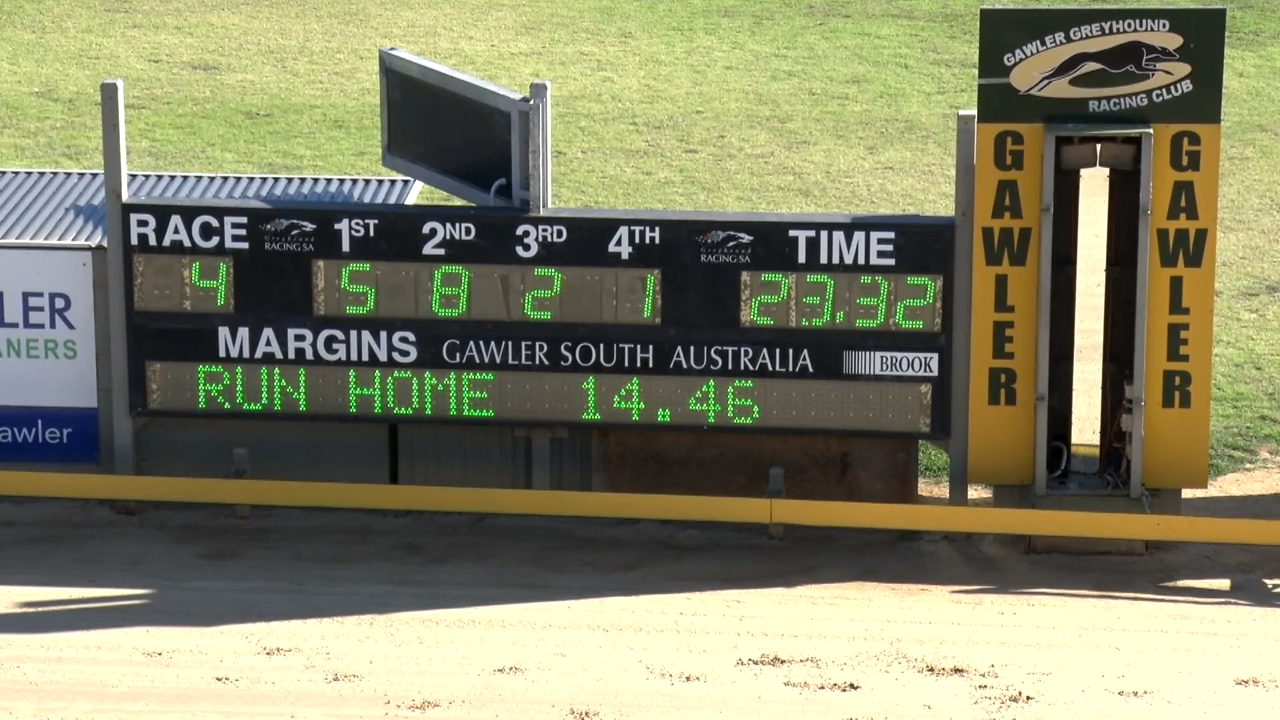 GAWLER GREYHOUND
RACING CLUB
GAWLER
GAWLER
RACE
Greyhound
RACING SA
1ST
2ND
3RD
4TH
Greyhound
RACING SA
TIME
4
5
8
2
1
23.32
MARGINS
GAWLER SOUTH AUSTRALIA
BROOK
RUN HOME 14.46
LER
ANERS
awler